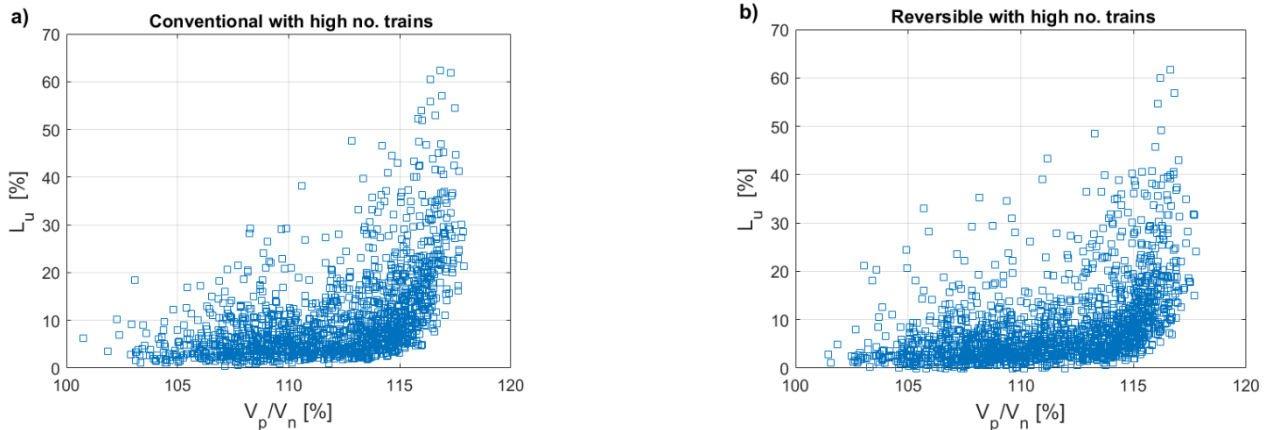 a)
Conventional with high no. trains
70
60
50
40
30
20
10
0
L_u [%]
100 105 110 115 120
V_p/V_n [%]
b)
Reversible with high no. trains
70
60
50
40
30
20
10
0
L_u [%]
100 105 110 115 120
V_p/V_n [%]